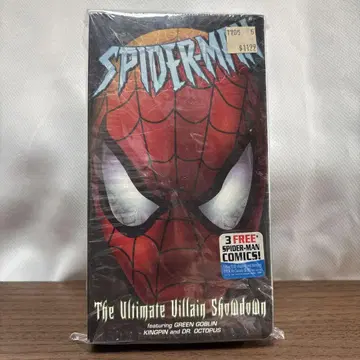 SPIDER-MAN
3 FREE*
SPIDER-MAN
COMICS!
The Ultimate Villain Showdown
featuring GREEN GOBLIN
KINGPIN and DR. OCTOPUS